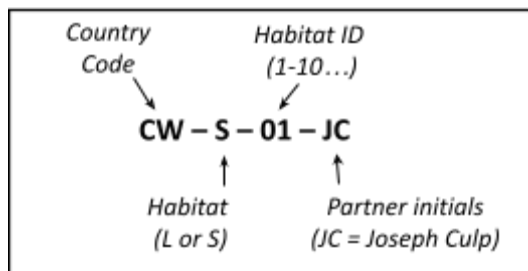 Country
Code
Habitat ID
(1-10...)
CW – S – 01 – JC
Habitat
(L or S)
Partner initials
(JC = Joseph Culp)